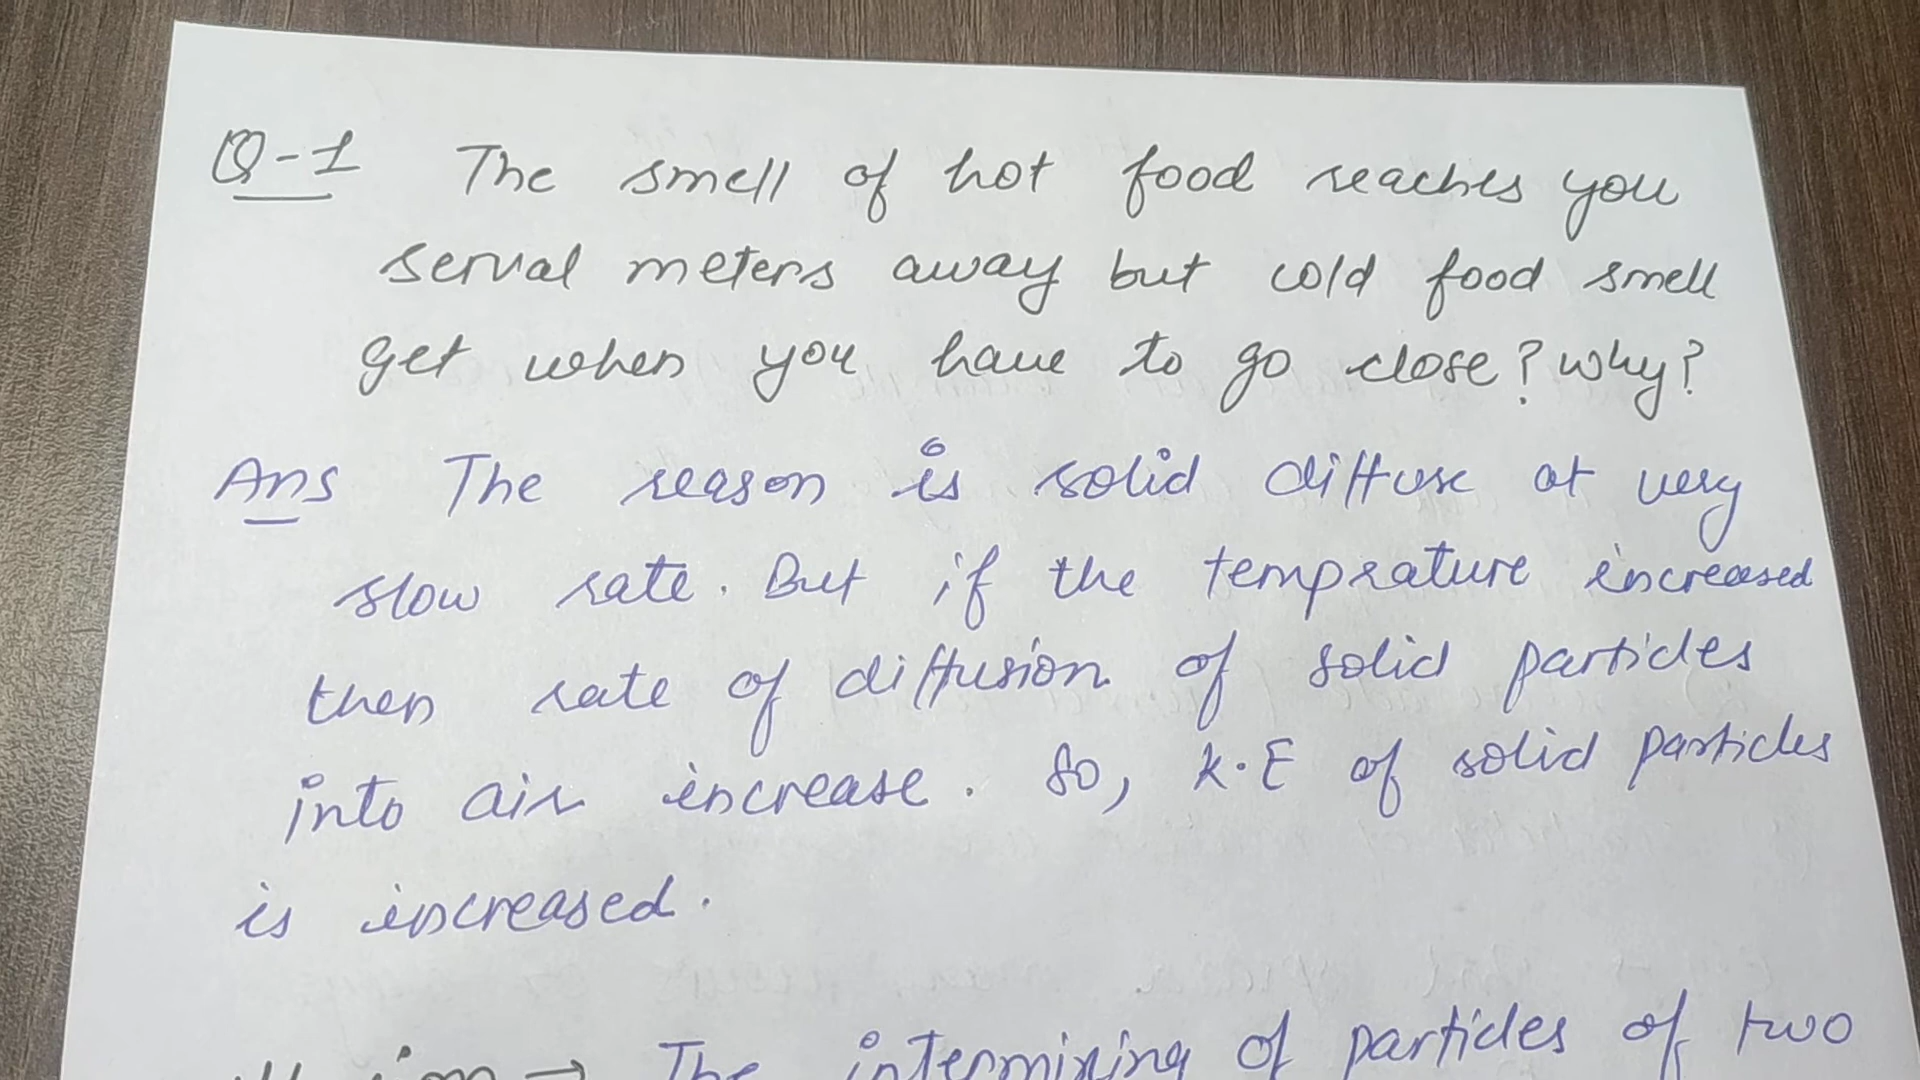 Q-1 The smell of hot food reaches you
serval meters away but cold food smell
get when you have to go close? why?
Ans The reason is solid diffuse at very
slow rate. But if the temprature increased
then rate of diffusion of solid particles
into air increase. So, K.E of solid particles
is increased.
→ The intermixing of particles of two